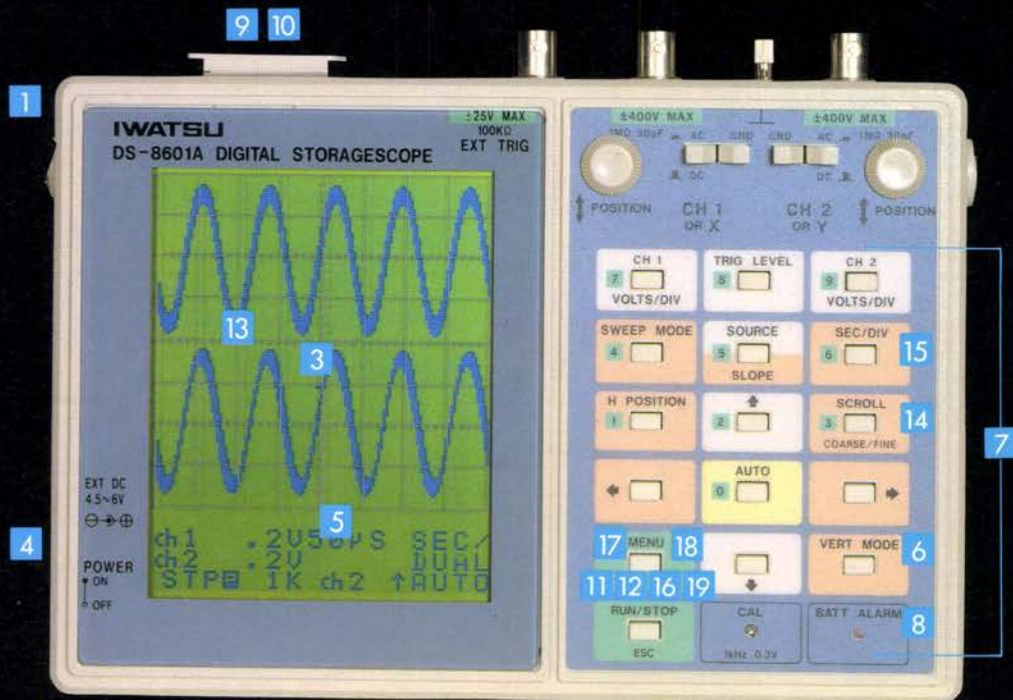 9 10
1
IWATSU
DS-8601A DIGITAL STORAGESCOPE
±25V MAX
100KΩ
EXT TRIG
±400V MAX
±400V MAX
1MΩ 30pF
AC GND GND AC
1MΩ 30pF
DC
DC
POSITION
CH 1
OR X
CH 2
OR Y
POSITION
CH 1
7
VOLTS/DIV
TRIG LEVEL
8
CH 2
9
VOLTS/DIV
SWEEP MODE
4
SOURCE
5
SLOPE
SEC/DIV
6
15
13
3
H POSITION
1
↑
2
SCROLL
3
COARSE/FINE
14
7
←
AUTO
0
→
EXT DC
4.5~6V
⊖ ⊕
4
POWER
ON
OFF
5
ch1 .2V50µS SEC/
ch2 .2V DUAL
STP 1K ch2 ↑AUTO
17 MENU 18
11 12 16 19
↓
VERT MODE
6
RUN/STOP
ESC
CAL
1kHz 0.3V
BATT ALARM
8